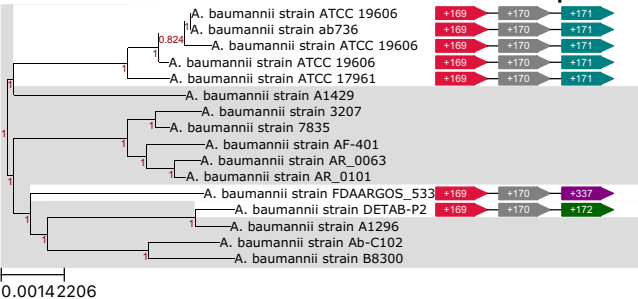 A. baumannii strain ATCC 19606 +169 +170 +171
A. baumannii strain ab736 +169 +170 +171
0.824 A. baumannii strain ATCC 19606 +169 +170 +171
1 A. baumannii strain ATCC 19606 +169 +170 +171
1 A. baumannii strain ATCC 17961 +169 +170 +171
1 A. baumannii strain A1429
A. baumannii strain 3207
1 1 A. baumannii strain 7835
1 A. baumannii strain AF-401
1 A. baumannii strain AR_0063
1 1 1 A. baumannii strain AR_0101
A. baumannii strain FDAARGOS_533 +169 +170 +337
A. baumannii strain DETAB-P2 +169 +170 +172
1 1 A. baumannii strain A1296
1 A. baumannii strain Ab-C102
1 A. baumannii strain B8300
0.00142206